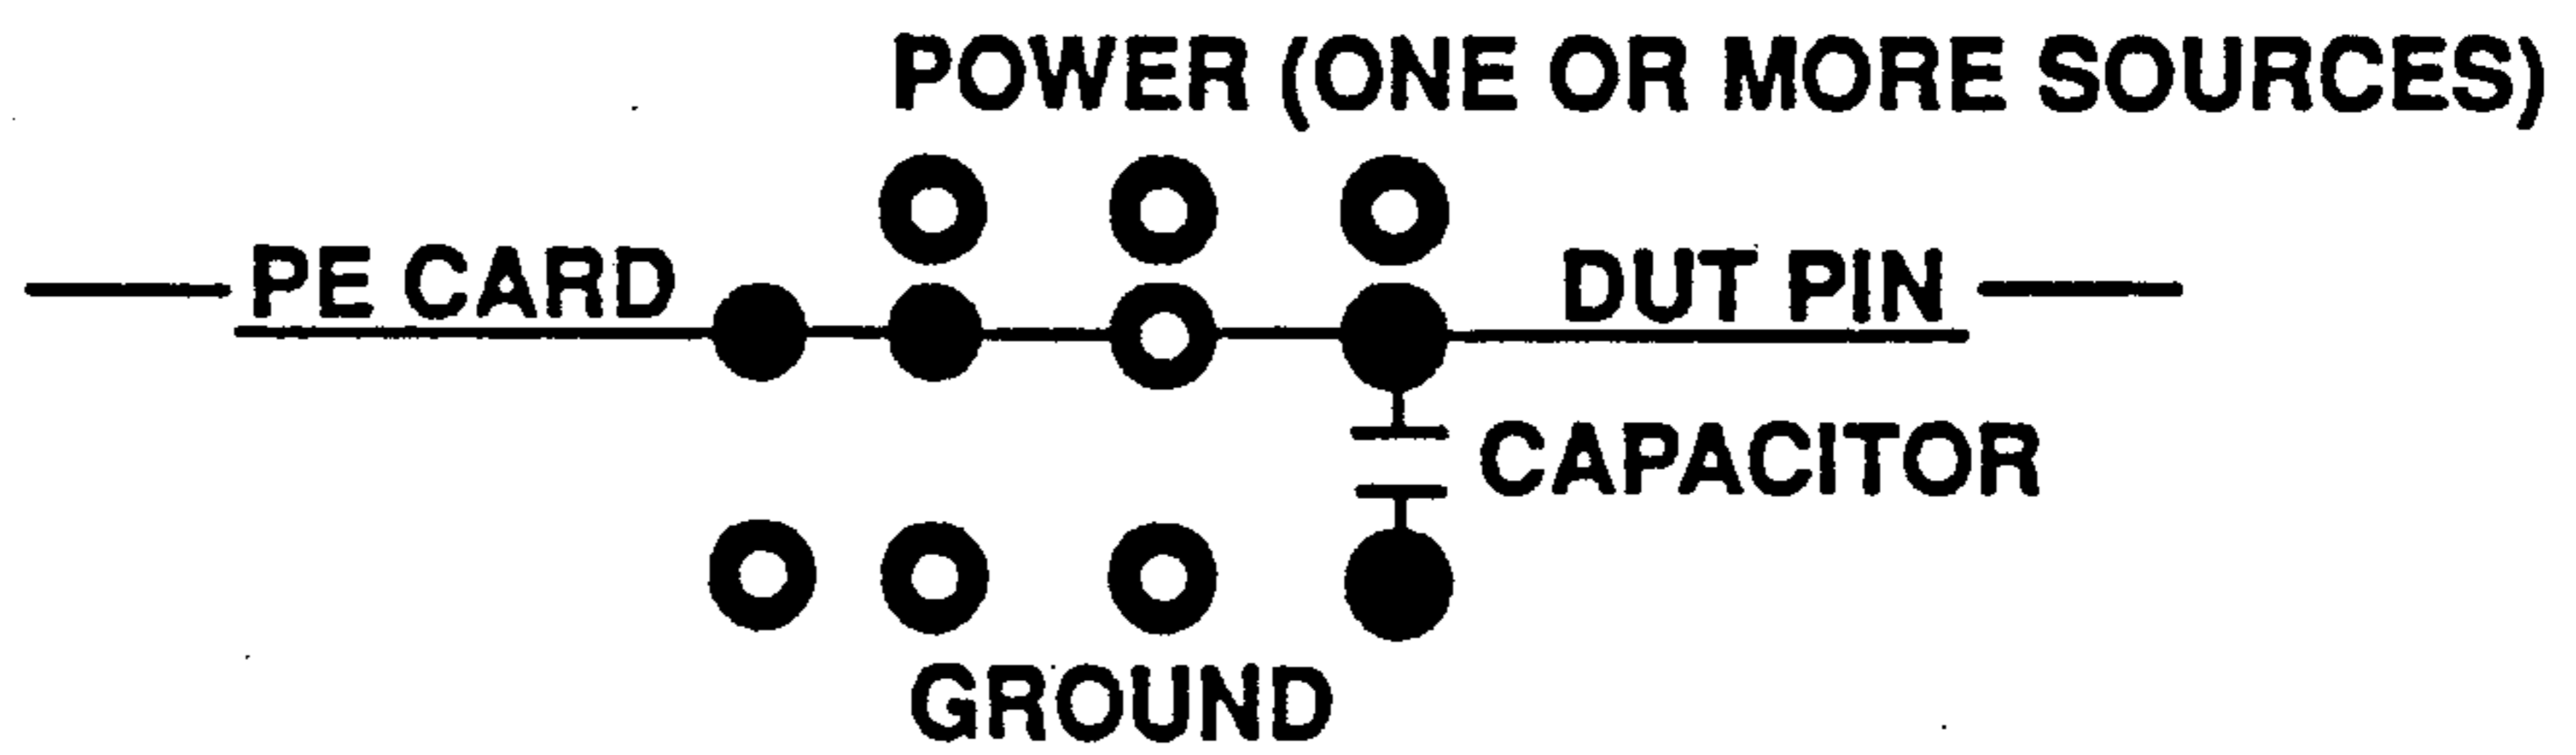 POWER (ONE OR MORE SOURCES)
PE CARD
DUT PIN
CAPACITOR
GROUND